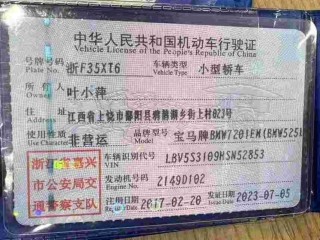 中华人民共和国机动车行驶证
Vehicle License of the People's Republic of China
号牌号码 浙F35XT6 车辆类型 小型轿车
Plate No. Vehicle Type
所有人 叶小萍
Owner
住址 江西省上饶市鄱阳县鸦鹊湖乡街上村023号
Address
使用性质 非营运 品牌型号 宝马牌BMW7201EM(BMW525L
Use Character Model
浙江省嘉兴市公安局交通警察支队
车辆识别代号 LBV5S3109HSN52853
VIN
发动机号码 2149D102
Engine No.
注册日期 2017-02-20 发证日期 2023-07-05
Register Date Issue Date